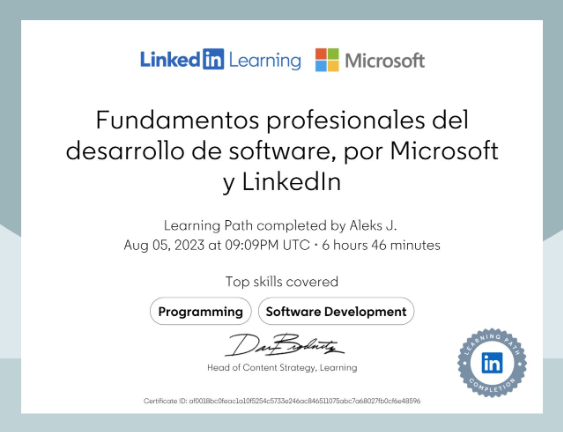 Linked in Learning Microsoft
Fundamentos profesionales del
desarrollo de software, por Microsoft
y LinkedIn
Learning Path completed by Aleks J.
Aug 05, 2023 at 09:09PM UTC • 6 hours 46 minutes
Top skills covered
Programming Software Development
Head of Content Strategy, Learning
LEARNING PATH
in
COMPLETION
Certificate ID: